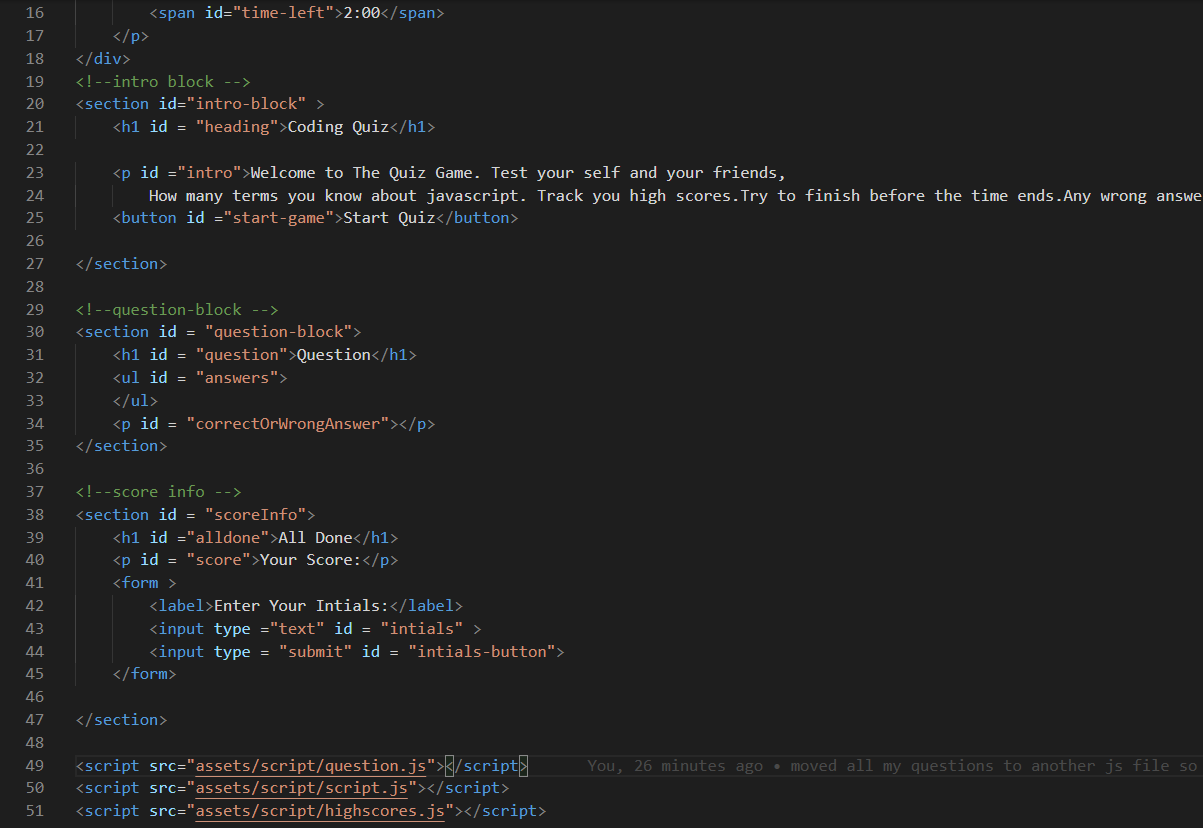 16 <span id="time-left">2:00</span>
17 </p>
18 </div>
19 <!--intro block -->
20 <section id="intro-block" >
21 <h1 id = "heading">Coding Quiz</h1>
22
23 <p id ="intro">Welcome to The Quiz Game. Test your self and your friends,
24 How many terms you know about javascript. Track you high scores.Try to finish before the time ends.Any wrong answe
25 <button id ="start-game">Start Quiz</button>
26
27 </section>
28
29 <!--question-block -->
30 <section id = "question-block">
31 <h1 id = "question">Question</h1>
32 <ul id = "answers">
33 </ul>
34 <p id = "correctOrWrongAnswer"></p>
35 </section>
36
37 <!--score info -->
38 <section id = "scoreInfo">
39 <h1 id ="alldone">All Done</h1>
40 <p id = "score">Your Score:</p>
41 <form >
42 <label>Enter Your Intials:</label>
43 <input type ="text" id = "intials" >
44 <input type = "submit" id = "intials-button">
45 </form>
46
47 </section>
48
49 <script src="assets/script/question.js"></script> You, 26 minutes ago • moved all my questions to another js file so
50 <script src="assets/script/script.js"></script>
51 <script src="assets/script/highscores.js"></script>